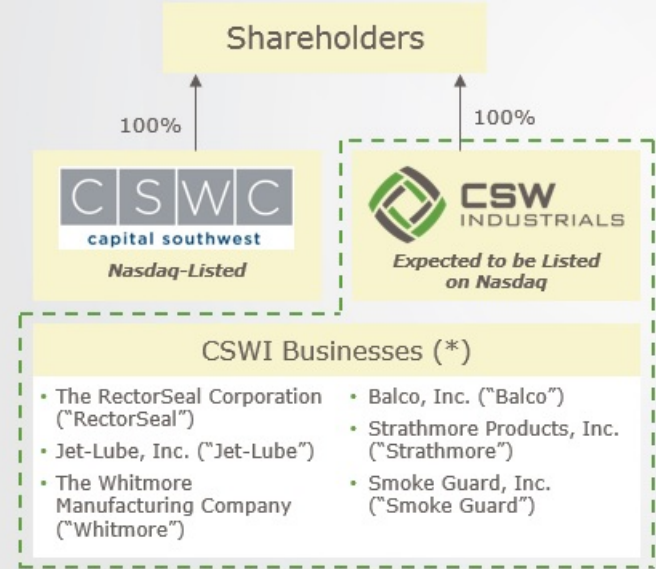 Shareholders
100%
100%
CSWC
capital southwest
Nasdaq-Listed
CSW
INDUSTRIALS
Expected to be Listed
on Nasdaq
CSWI Businesses (*)
• The RectorSeal Corporation
(“RectorSeal”)
• Jet-Lube, Inc. (“Jet-Lube”)
• The Whitmore
Manufacturing Company
(“Whitmore”)
• Balco, Inc. (“Balco”)
• Strathmore Products, Inc.
(“Strathmore”)
• Smoke Guard, Inc.
(“Smoke Guard”)